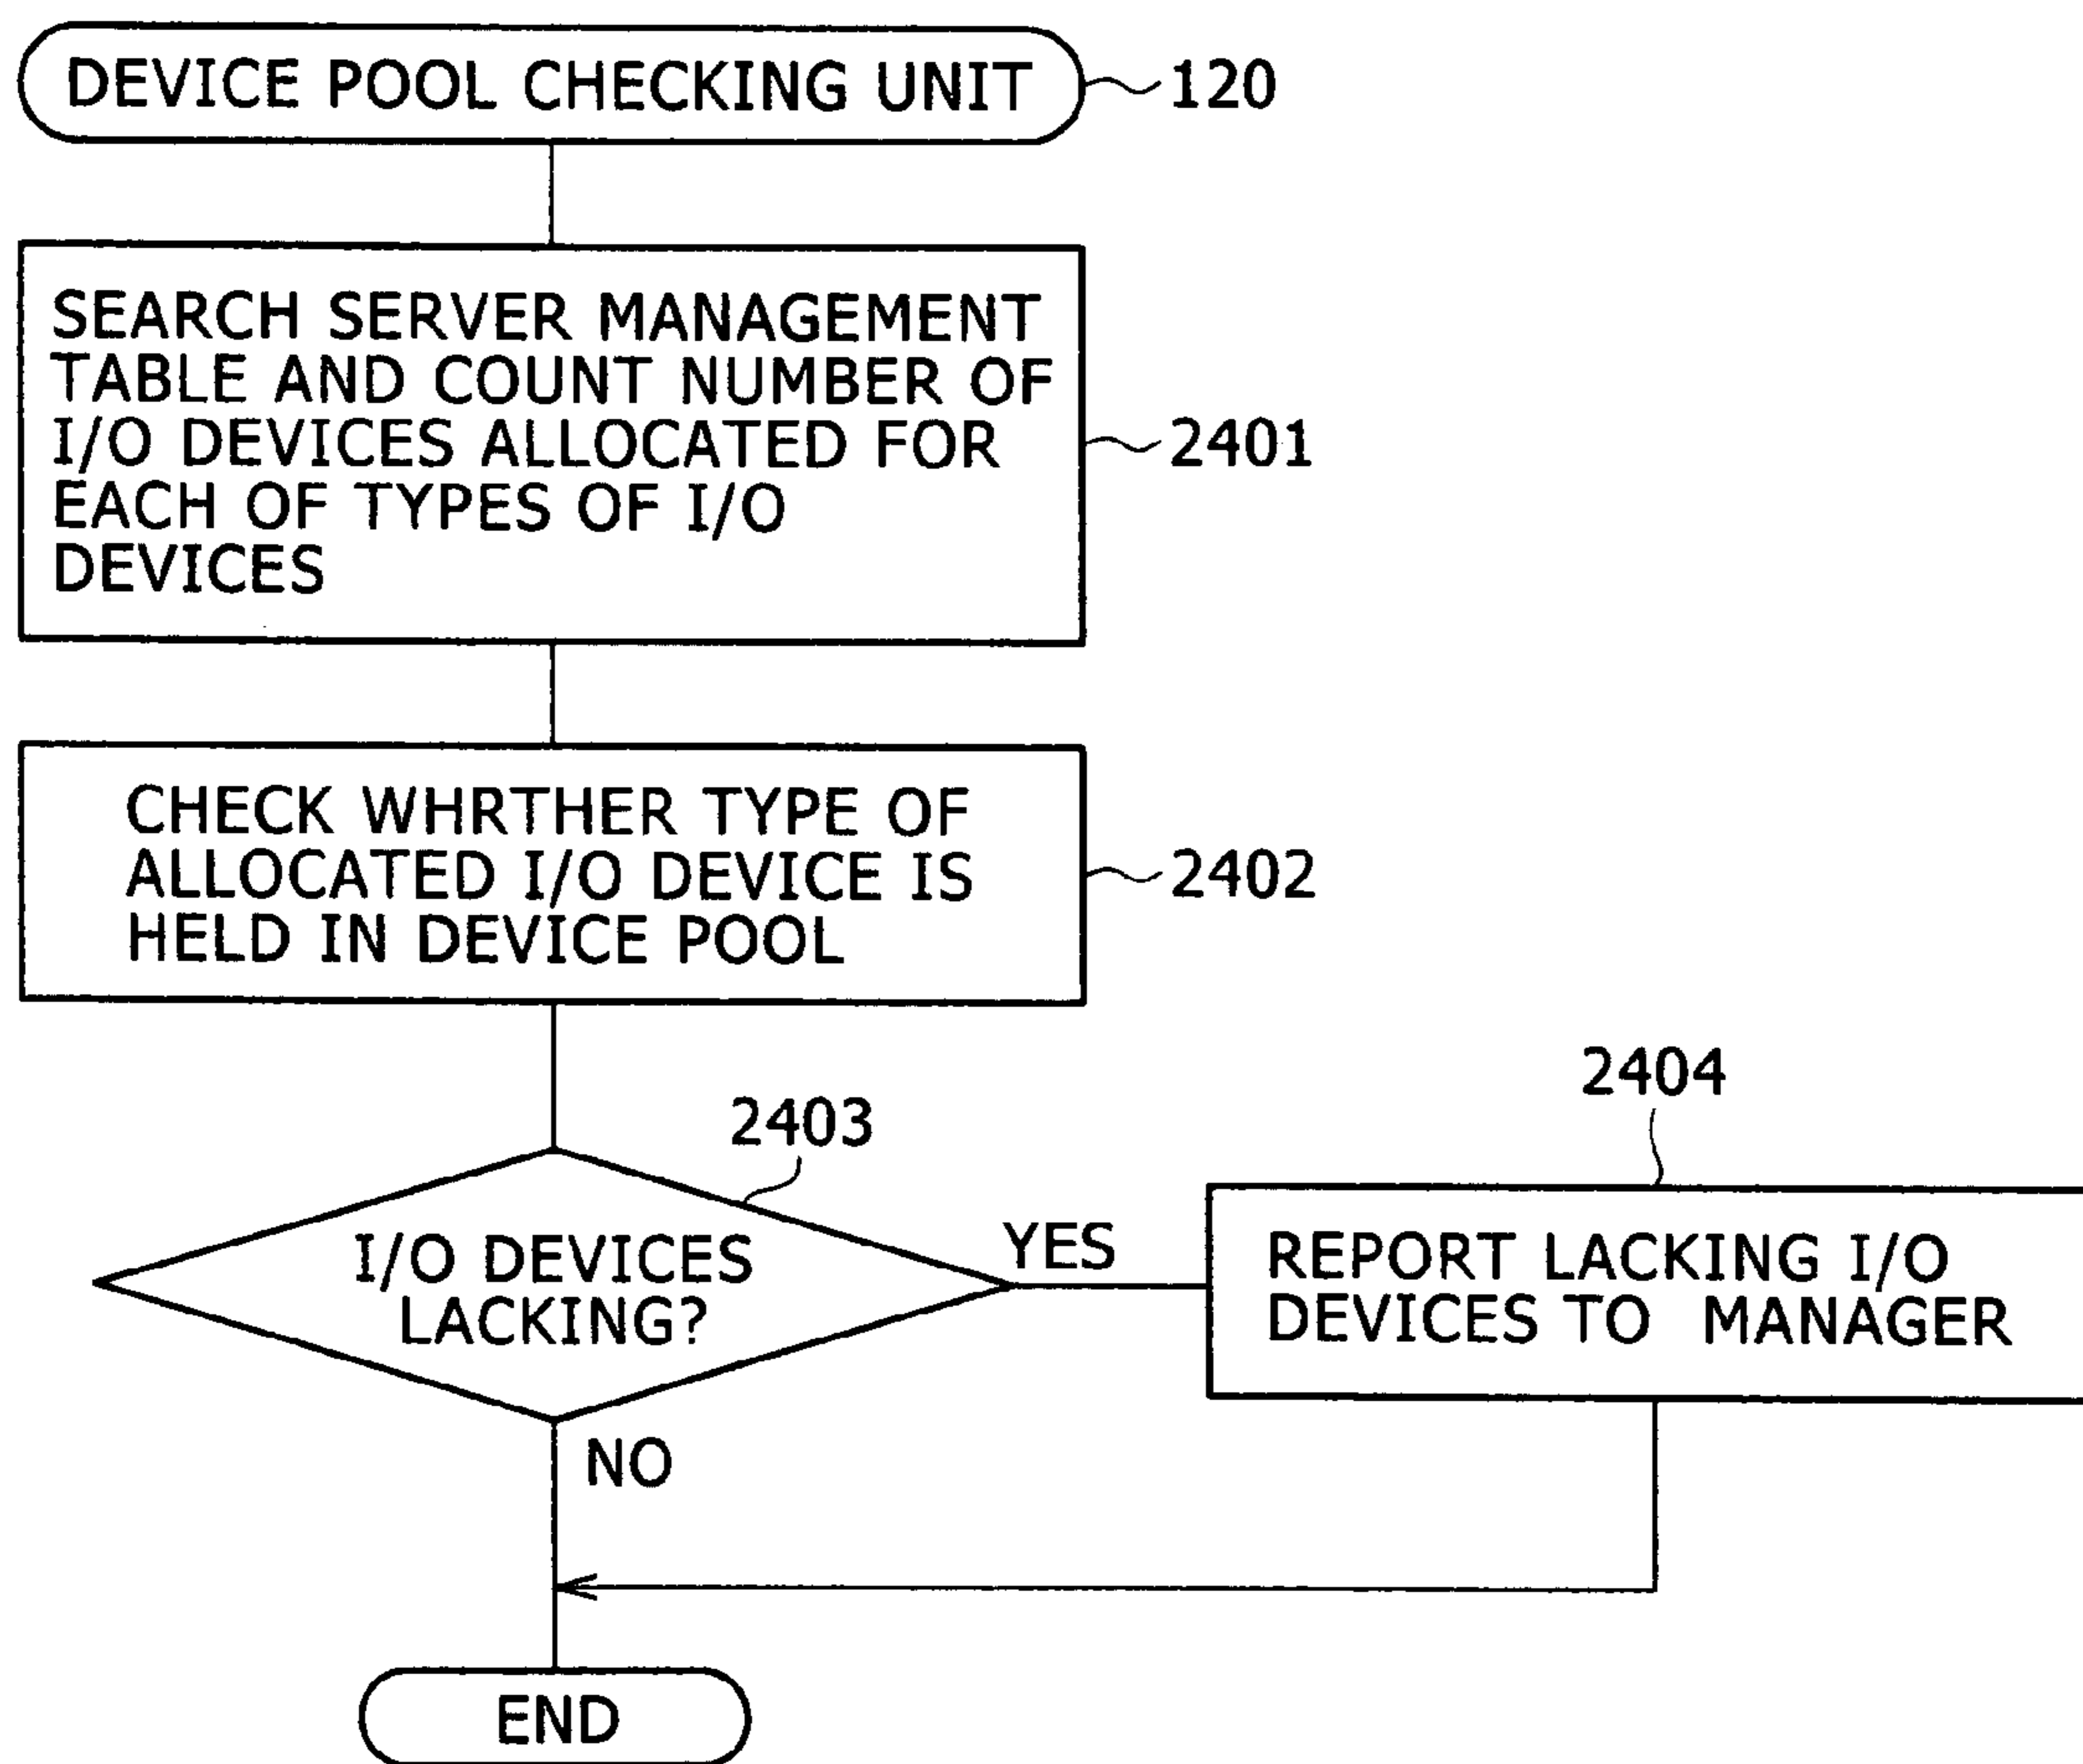 DEVICE POOL CHECKING UNIT
120
SEARCH SERVER MANAGEMENT
TABLE AND COUNT NUMBER OF
I/O DEVICES ALLOCATED FOR
EACH OF TYPES OF I/O
DEVICES
2401
CHECK WHRTHER TYPE OF
ALLOCATED I/O DEVICE IS
HELD IN DEVICE POOL
2402
2403
I/O DEVICES
LACKING?
YES
2404
REPORT LACKING I/O
DEVICES TO MANAGER
NO
END